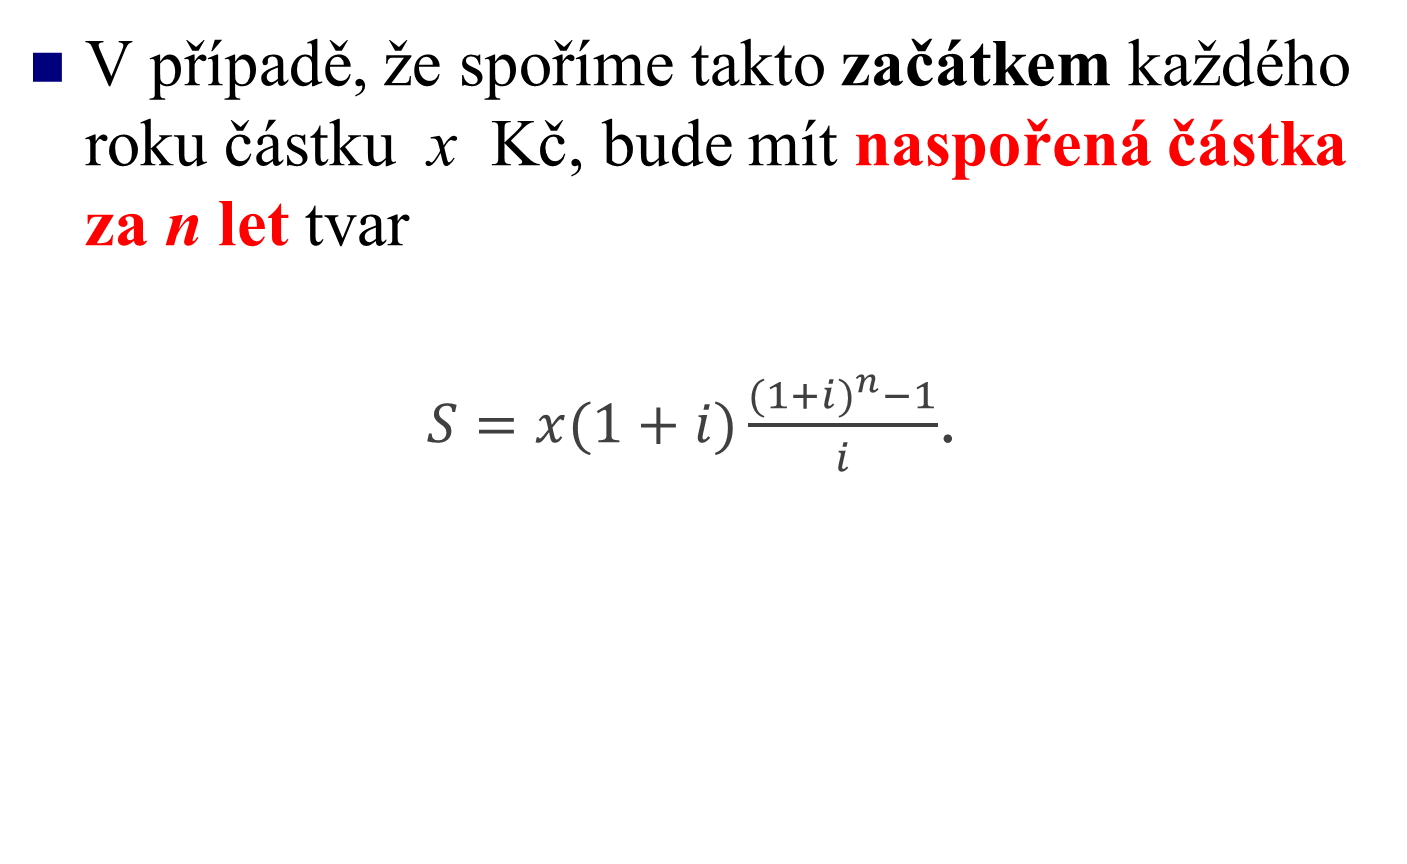 V případě, že spoříme takto začátkem každého
roku částku x Kč, bude mít naspořená částka
za n let tvar
S = x(1 + i) \frac{(1+i)^n−1}{i}.